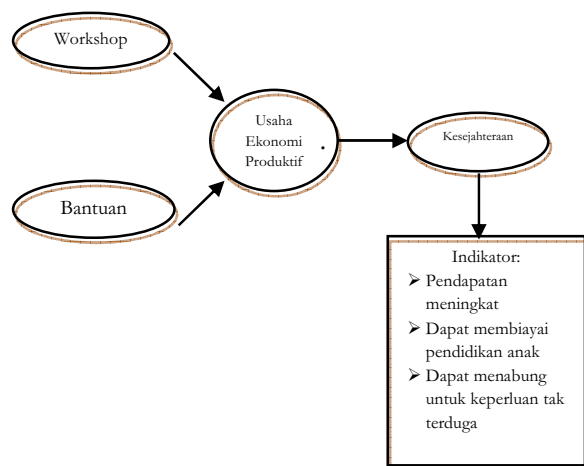 Workshop
Usaha
Ekonomi
Produktif
Kesejahteraan
Bantuan
Indikator:
➢ Pendapatan
meningkat
➢ Dapat membiayai
pendidikan anak
➢ Dapat menabung
untuk keperluan tak
terduga